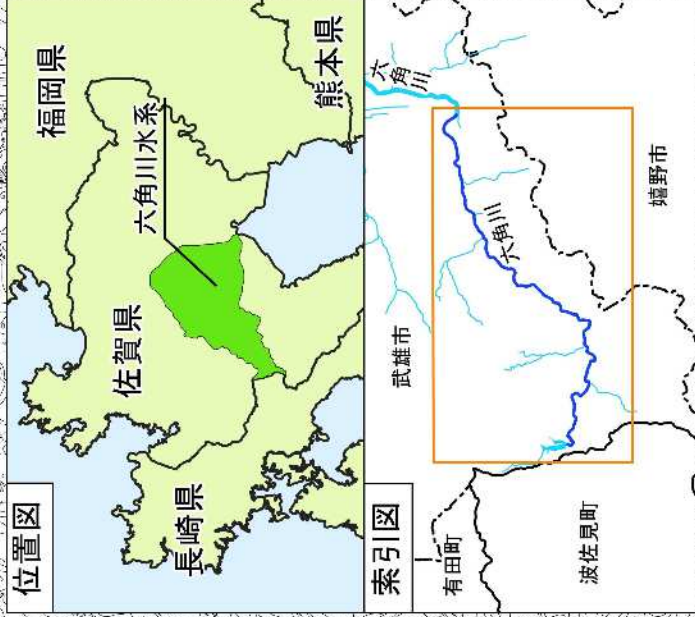 位置図
福岡県
熊本県
六角川水系
佐賀県
長崎県
索引図
六角川
六角川
武雄市
嬉野市
有田町
波佐見町